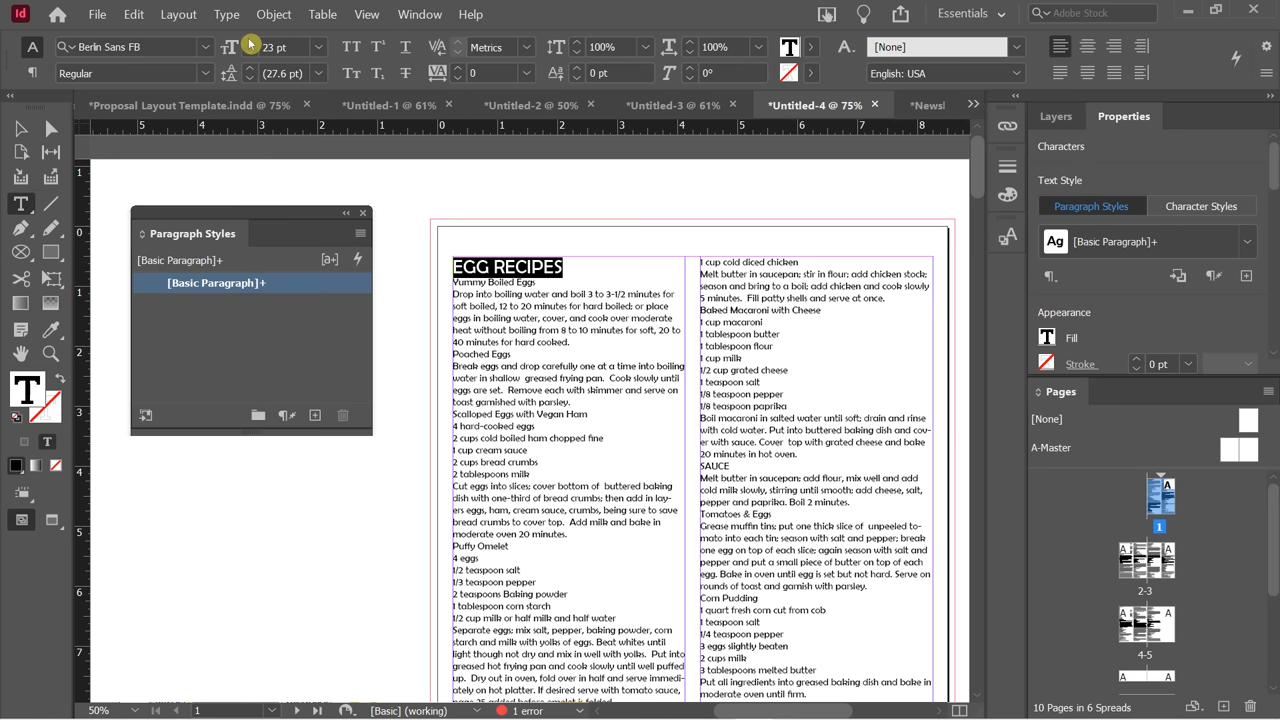 Id File Edit Layout Type Object Table View Window Help
Essentials
Adobe Stock
A Bern Sans FB
23 pt
Metrics
100%
100%
[None]
Regular
(27.6 pt)
0
0 pt
0°
English: USA
*Proposal Layout Template.indd @ 75%
*Untitled-1 @ 61%
*Untitled-2 @ 50%
*Untitled-3 @ 61%
*Untitled-4 @ 75%
5 4 3 2 1 0 1 2 3 4 5 6 7 8
1
0
1
2
3
4
5
6
7
Paragraph Styles
[Basic Paragraph]+
[Basic Paragraph]+
EGG RECIPES
Yummy Boiled Eggs
Drop into boiling water and boil 3 to 3-1/2 minutes for
soft boiled, 12 to 20 minutes for hard boiled; or place
eggs in boiling water, cover, and cook over moderate
heat without boiling from 8 to 10 minutes for soft, 20 to
40 minutes for hard cooked.
Poached Eggs
Break eggs and drop carefully one at a time into boiling
water in shallow greased frying pan. Cook slowly until
eggs are set. Remove each with skimmer and serve on
toast garnished with parsley.
Scalloped Eggs with Vegan Ham
4 hard-cooked eggs
2 cups cold boiled ham chopped fine
1 cup cream sauce
2 cups bread crumbs
2 tablespoons milk
Cut eggs into slices; cover bottom of buttered baking
dish with one-third of bread crumbs; then add in lay-
ers eggs, ham, cream sauce, crumbs, being sure to save
bread crumbs to cover top. Add milk and bake in
moderate oven 20 minutes.
Puffy Omelet
4 eggs
1/2 teaspoon salt
1/3 teaspoon pepper
2 teaspoons Baking powder
1 tablespoon corn starch
1/2 cup milk or half milk and half water
Separate eggs; mix salt, pepper, baking powder, corn
starch and milk with yolks of eggs. Beat whites until
light though not dry and mix in well with yolks. Put into
greased hot frying pan and cook slowly until well puffed
up. Dry out in oven, fold over in half and serve immedi-
ately on hot platter. If desired serve with tomato sauce,
1 cup cold diced chicken
Melt butter in saucepan; stir in flour; add chicken stock;
season and bring to a boil; add chicken and cook slowly
5 minutes. Fill patty shells and serve at once.
Baked Macaroni with Cheese
1 cup macaroni
1 tablespoon butter
1 tablespoon flour
1 cup milk
1/2 cup grated cheese
1 teaspoon salt
1/8 teaspoon pepper
1/8 teaspoon paprika
Boil macaroni in salted water until soft; drain and rinse
with cold water. Put into buttered baking dish and cov-
er with sauce. Cover top with grated cheese and bake
20 minutes in hot oven.
SAUCE
Melt butter in saucepan; add flour, mix well and add
cold milk slowly, stirring until smooth; add cheese, salt,
pepper and paprika. Boil 2 minutes.
Tomatoes & Eggs
Grease muffin tins; put one thick slice of unpeeled to-
mato into each tin; season with salt and pepper; break
one egg on top of each slice; again season with salt and
pepper and put a small piece of butter on top of each
egg. Bake in oven until egg is set but not hard. Serve on
rounds of toast and garnish with parsley.
Corn Pudding
1 quart fresh corn cut from cob
1 teaspoon salt
1/4 teaspoon pepper
3 eggs slightly beaten
2 cups milk
3 tablespoons melted butter
Put all ingredients into greased baking dish and bake in
moderate oven until firm.
Layers
Properties
Characters
Text Style
Paragraph Styles
Character Styles
Ag [Basic Paragraph]+
Appearance
Fill
Stroke
0 pt
Pages
[None]
A-Master
1
2-3
4-5
10 Pages in 6 Spreads
50%
1
[Basic] (working)
1 error